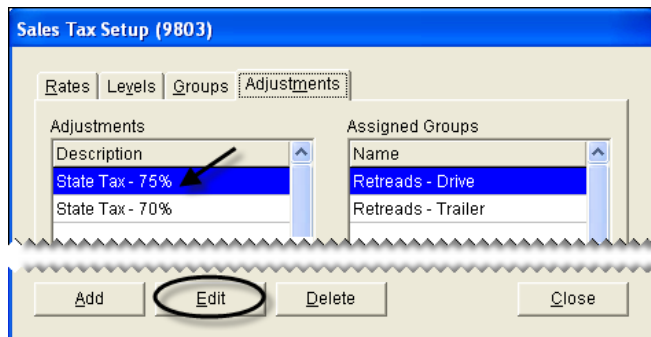 Sales Tax Setup (9803)
Rates Levels Groups Adjustments
Adjustments Assigned Groups
Description Name
State Tax - 75% Retreads - Drive
State Tax - 70% Retreads - Trailer
Add Edit Delete Close